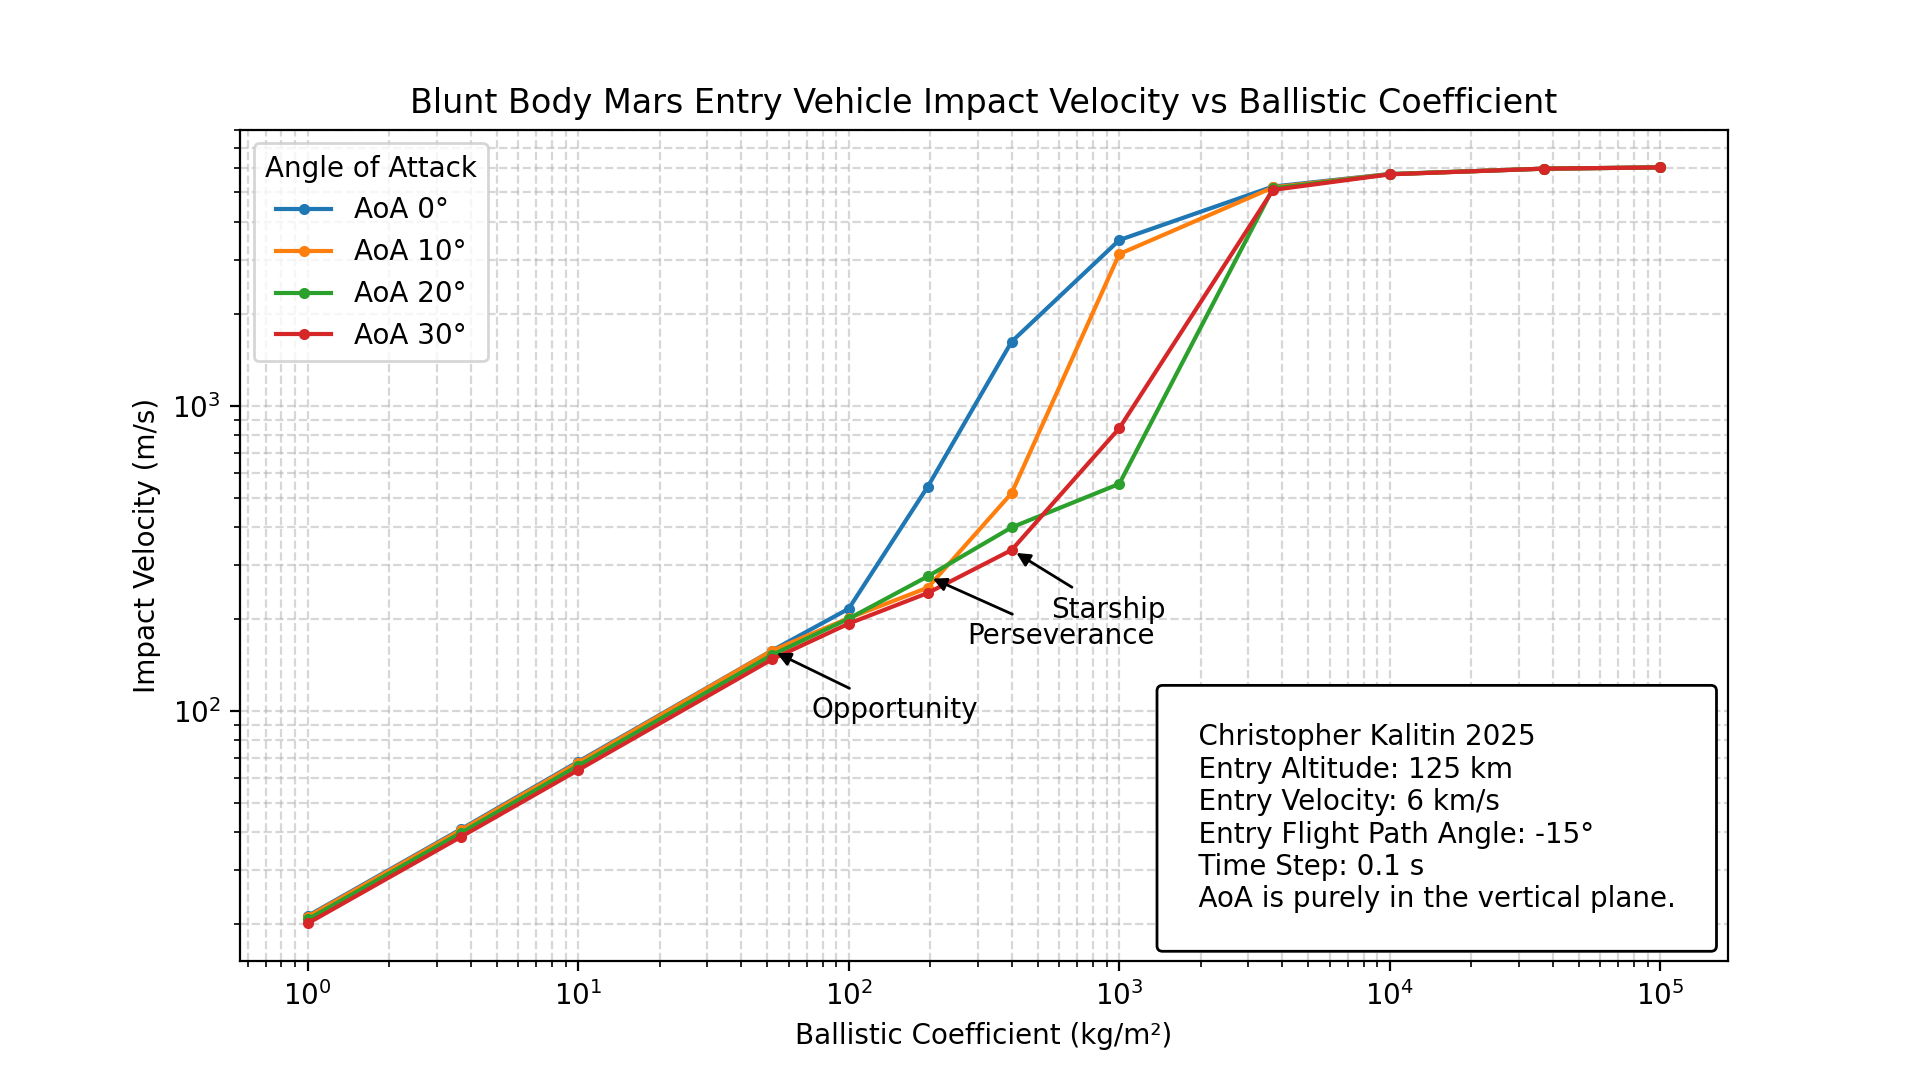 Blunt Body Mars Entry Vehicle Impact Velocity vs Ballistic Coefficient
Angle of Attack
AoA 0°
AoA 10°
AoA 20°
AoA 30°
Impact Velocity (m/s)
10³
10²
Starship
Perseverance
Opportunity
Christopher Kalitin 2025
Entry Altitude: 125 km
Entry Velocity: 6 km/s
Entry Flight Path Angle: -15°
Time Step: 0.1 s
AoA is purely in the vertical plane.
10⁰ 10¹ 10² 10³ 10⁴ 10⁵
Ballistic Coefficient (kg/m²)